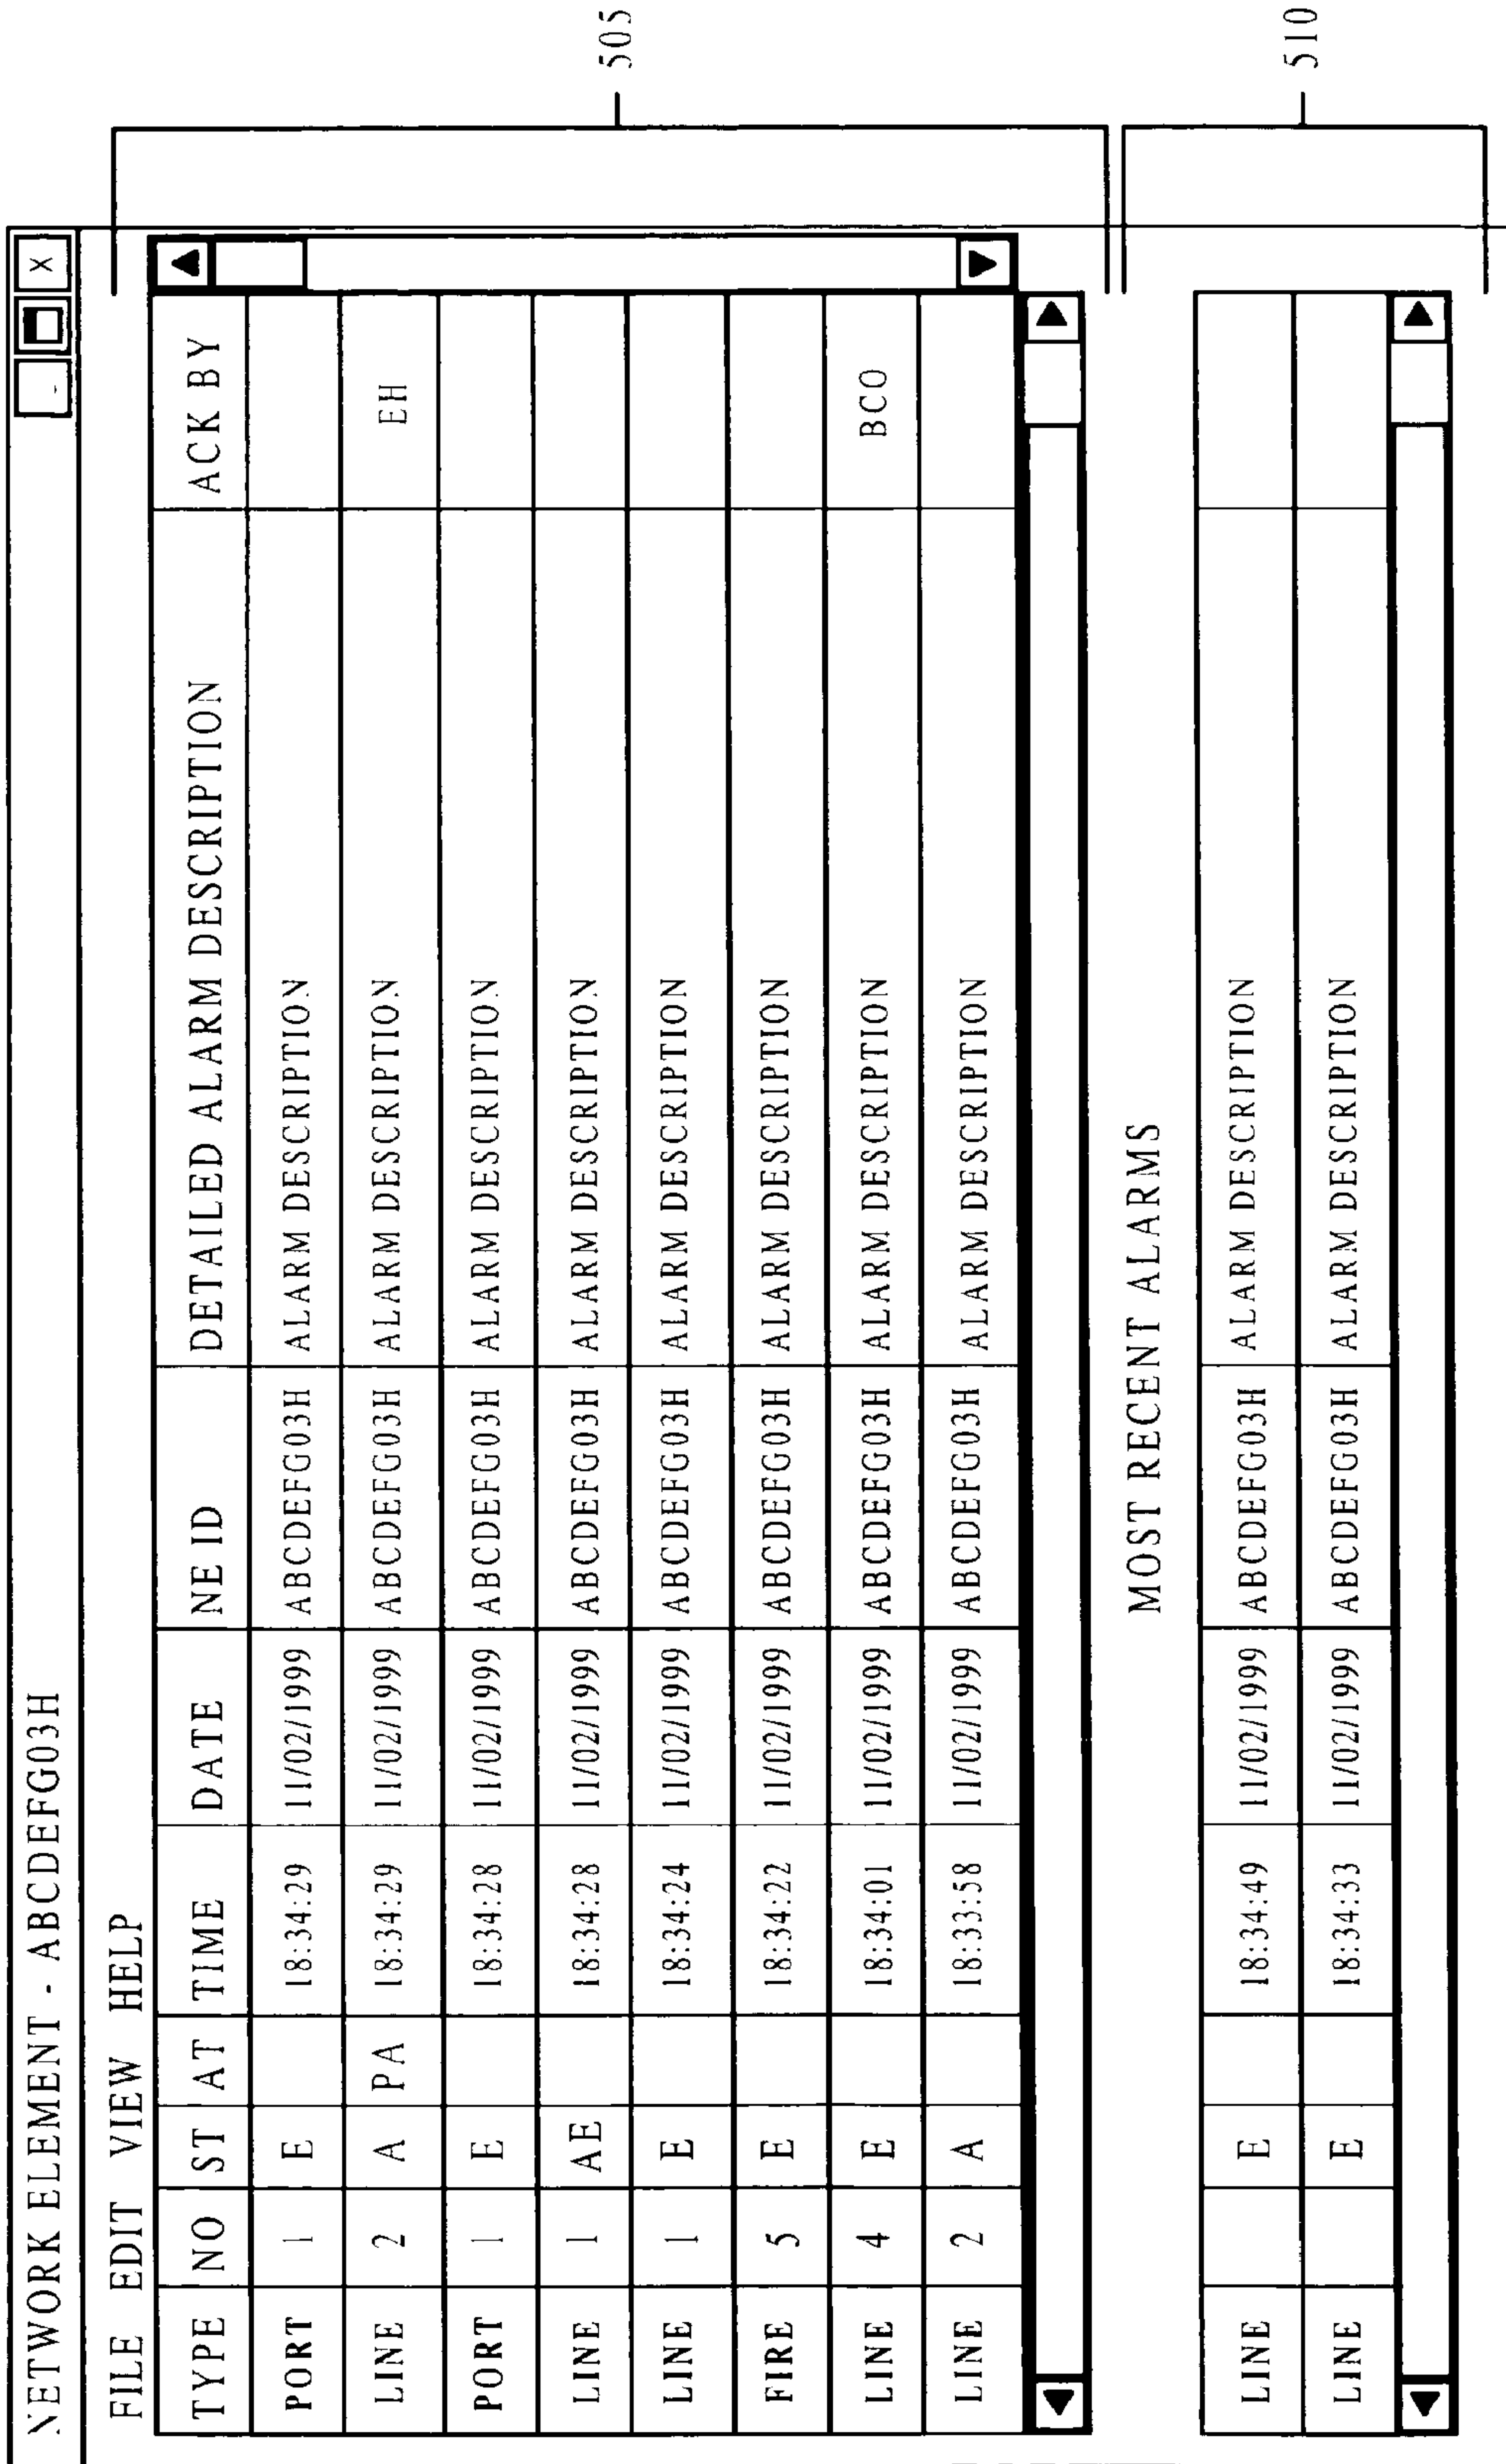 NETWORK ELEMENT - ABCDEFG03H
- X
FILE EDIT VIEW HELP
TYPE NO ST AT TIME DATE NE ID DETAILED ALARM DESCRIPTION ACK BY
PORT 1 E 18:34:29 11/02/1999 ABCDEFG03H ALARM DESCRIPTION
LINE 2 A PA 18:34:29 11/02/1999 ABCDEFG03H ALARM DESCRIPTION EH
PORT 1 E 18:34:28 11/02/1999 ABCDEFG03H ALARM DESCRIPTION
LINE 1 AE 18:34:28 11/02/1999 ABCDEFG03H ALARM DESCRIPTION
LINE 1 E 18:34:24 11/02/1999 ABCDEFG03H ALARM DESCRIPTION
FIRE 5 E 18:34:22 11/02/1999 ABCDEFG03H ALARM DESCRIPTION
LINE 4 E 18:34:01 11/02/1999 ABCDEFG03H ALARM DESCRIPTION BCO
LINE 2 A 18:33:58 11/02/1999 ABCDEFG03H ALARM DESCRIPTION
505
MOST RECENT ALARMS
LINE E 18:34:49 11/02/1999 ABCDEFG03H ALARM DESCRIPTION
LINE E 18:34:33 11/02/1999 ABCDEFG03H ALARM DESCRIPTION
510